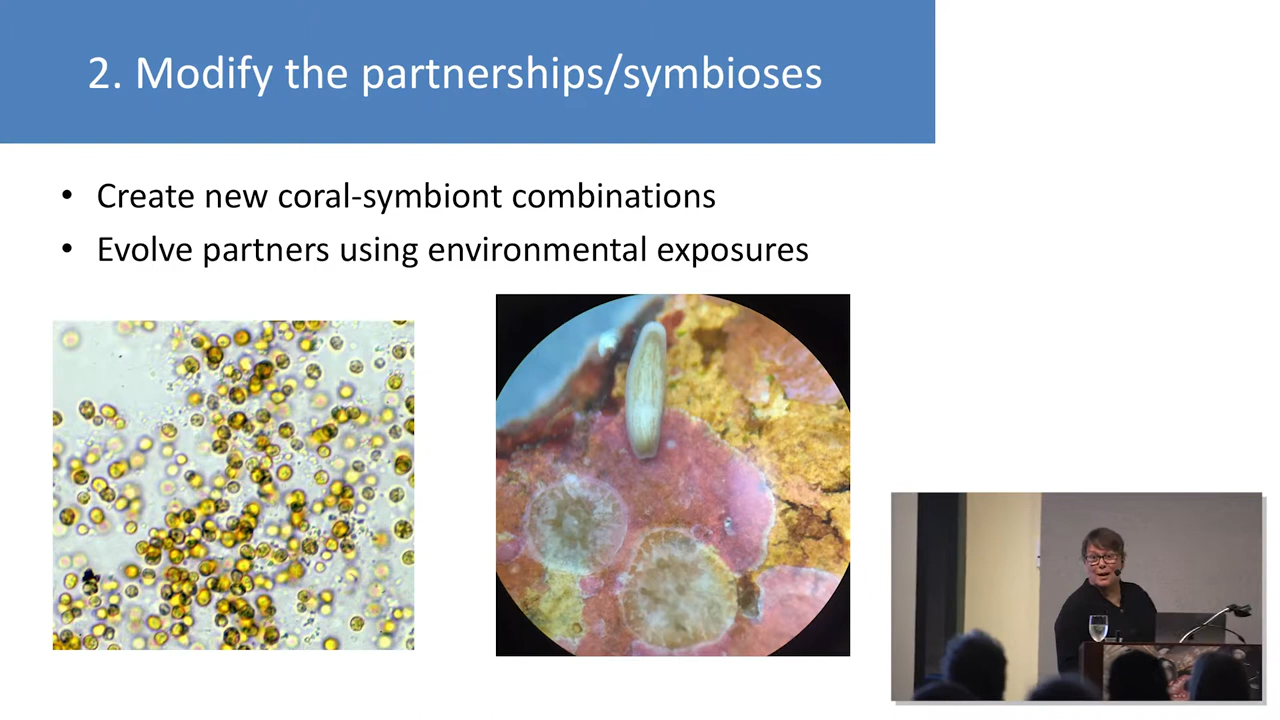 2. Modify the partnerships/symbioses
• Create new coral-symbiont combinations
• Evolve partners using environmental exposures